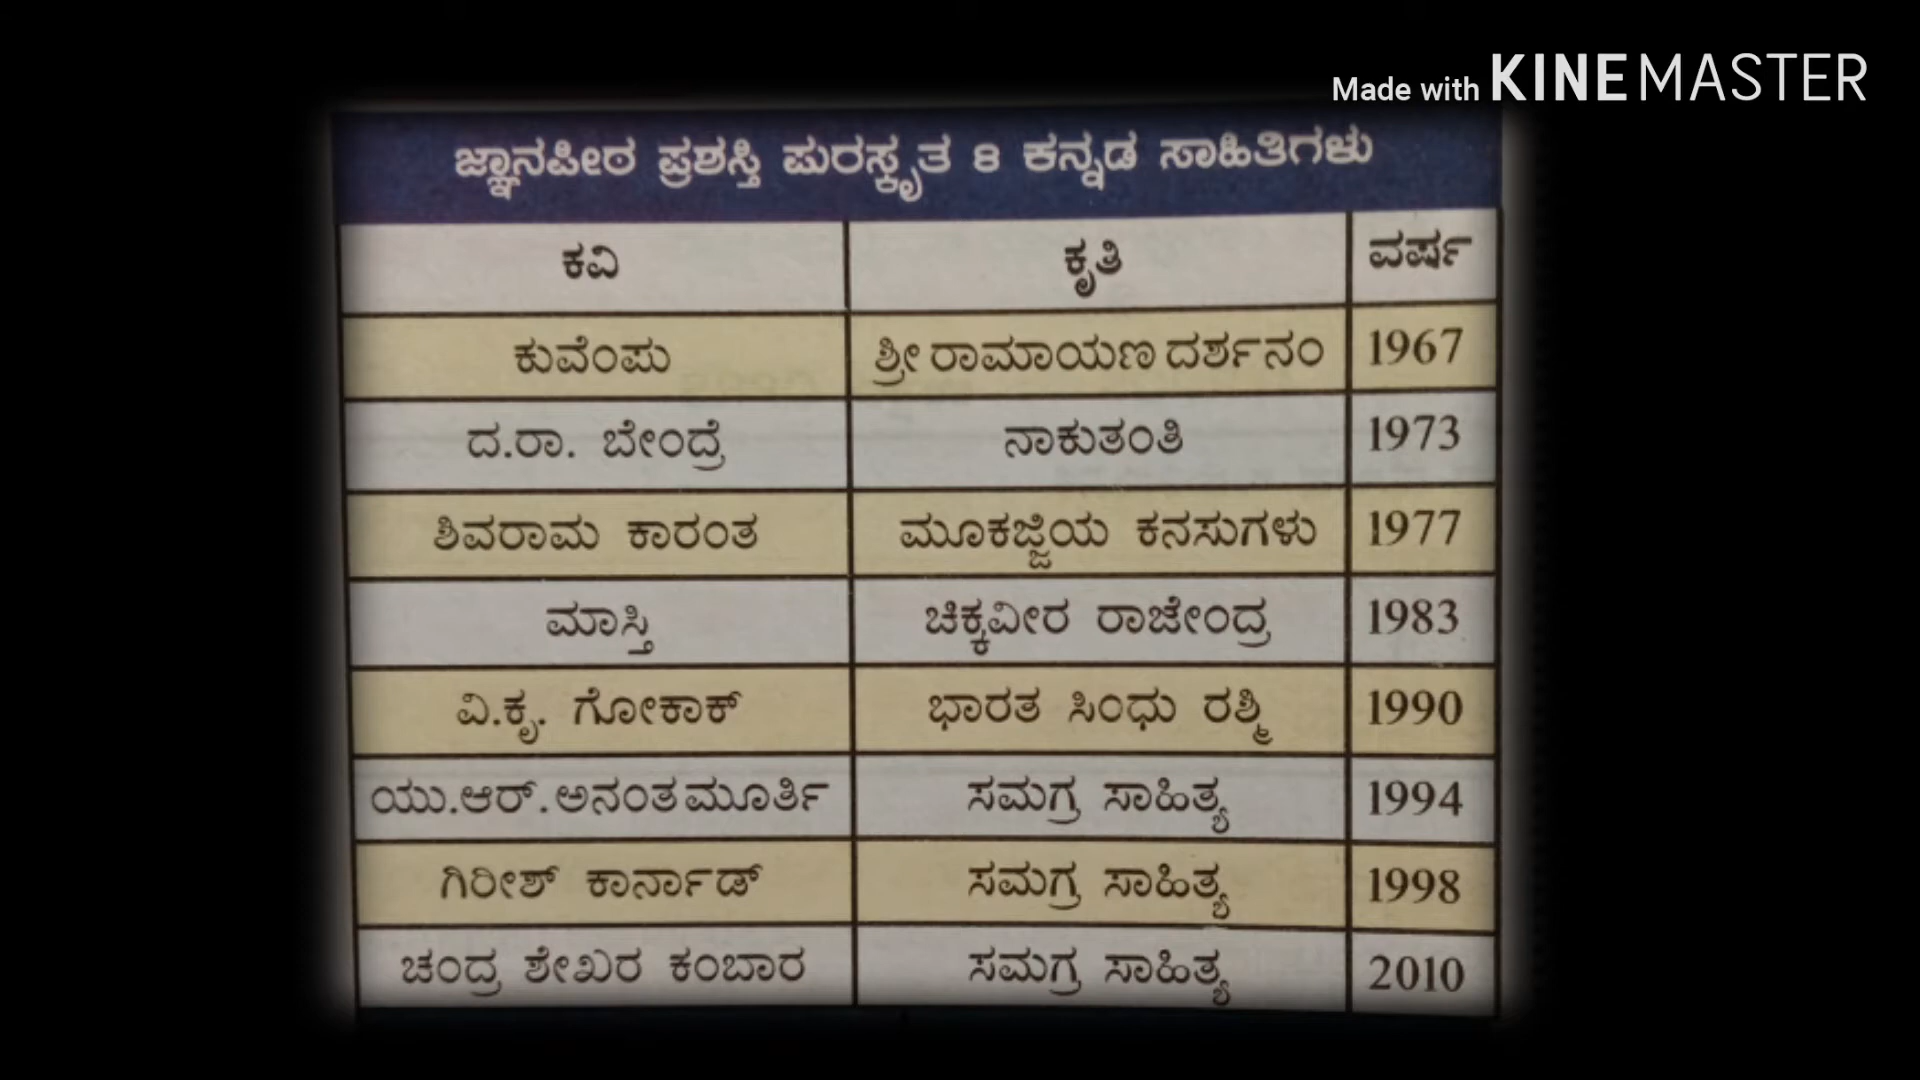 Made with KINEMASTER
ಜ್ಞಾನಪೀಠ ಪ್ರಶಸ್ತಿ ಪುರಸ್ಕೃತ 8 ಕನ್ನಡ ಸಾಹಿತಿಗಳು
ಕವಿ ಕೃತಿ ವರ್ಷ
ಕುವೆಂಪು ಶ್ರೀ ರಾಮಾಯಣ ದರ್ಶನಂ 1967
ದ.ರಾ. ಬೇಂದ್ರೆ ನಾಕುತಂತಿ 1973
ಶಿವರಾಮ ಕಾರಂತ ಮೂಕಜ್ಜಿಯ ಕನಸುಗಳು 1977
ಮಾಸ್ತಿ ಚಿಕ್ಕವೀರ ರಾಜೇಂದ್ರ 1983
ವಿ.ಕೃ. ಗೋಕಾಕ್ ಭಾರತ ಸಿಂಧು ರಶ್ಮಿ 1990
ಯು.ಆರ್.ಅನಂತಮೂರ್ತಿ ಸಮಗ್ರ ಸಾಹಿತ್ಯ 1994
ಗಿರೀಶ್ ಕಾರ್ನಾಡ್ ಸಮಗ್ರ ಸಾಹಿತ್ಯ 1998
ಚಂದ್ರ ಶೇಖರ ಕಂಬಾರ ಸಮಗ್ರ ಸಾಹಿತ್ಯ 2010